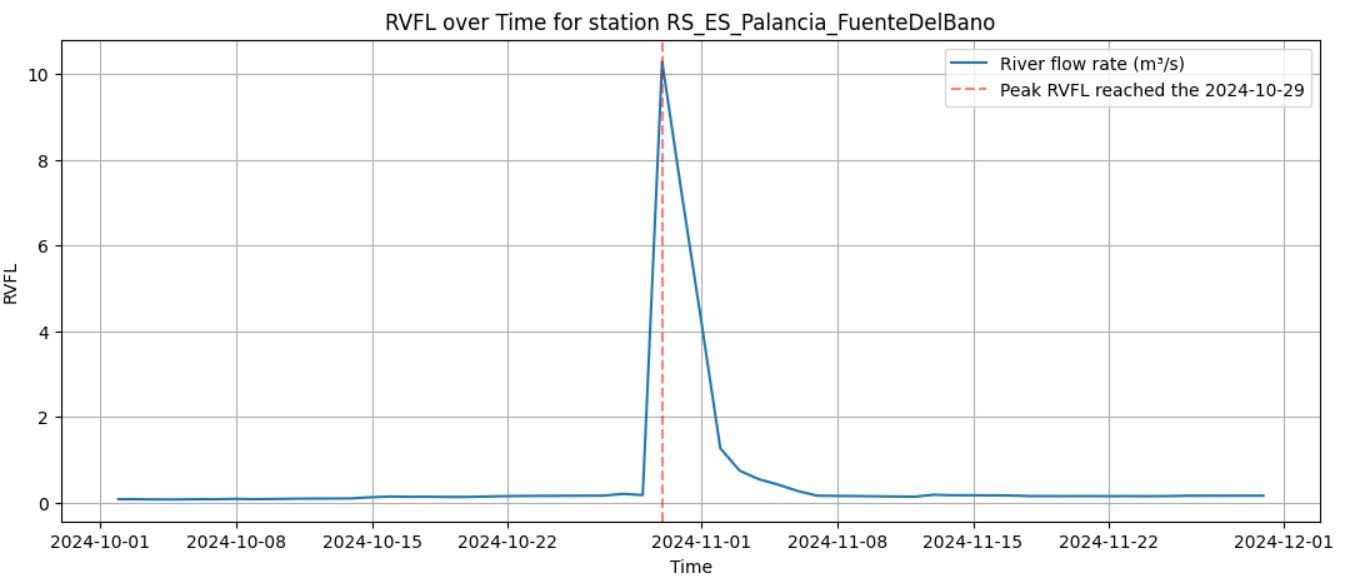 RVFL over Time for station RS_ES_Palancia_FuenteDelBano
River flow rate (m³/s)
Peak RVFL reached the 2024-10-29
10
8
6
4
2
0
RVFL
2024-10-01 2024-10-08 2024-10-15 2024-10-22 2024-11-01 2024-11-08 2024-11-15 2024-11-22 2024-12-01
Time